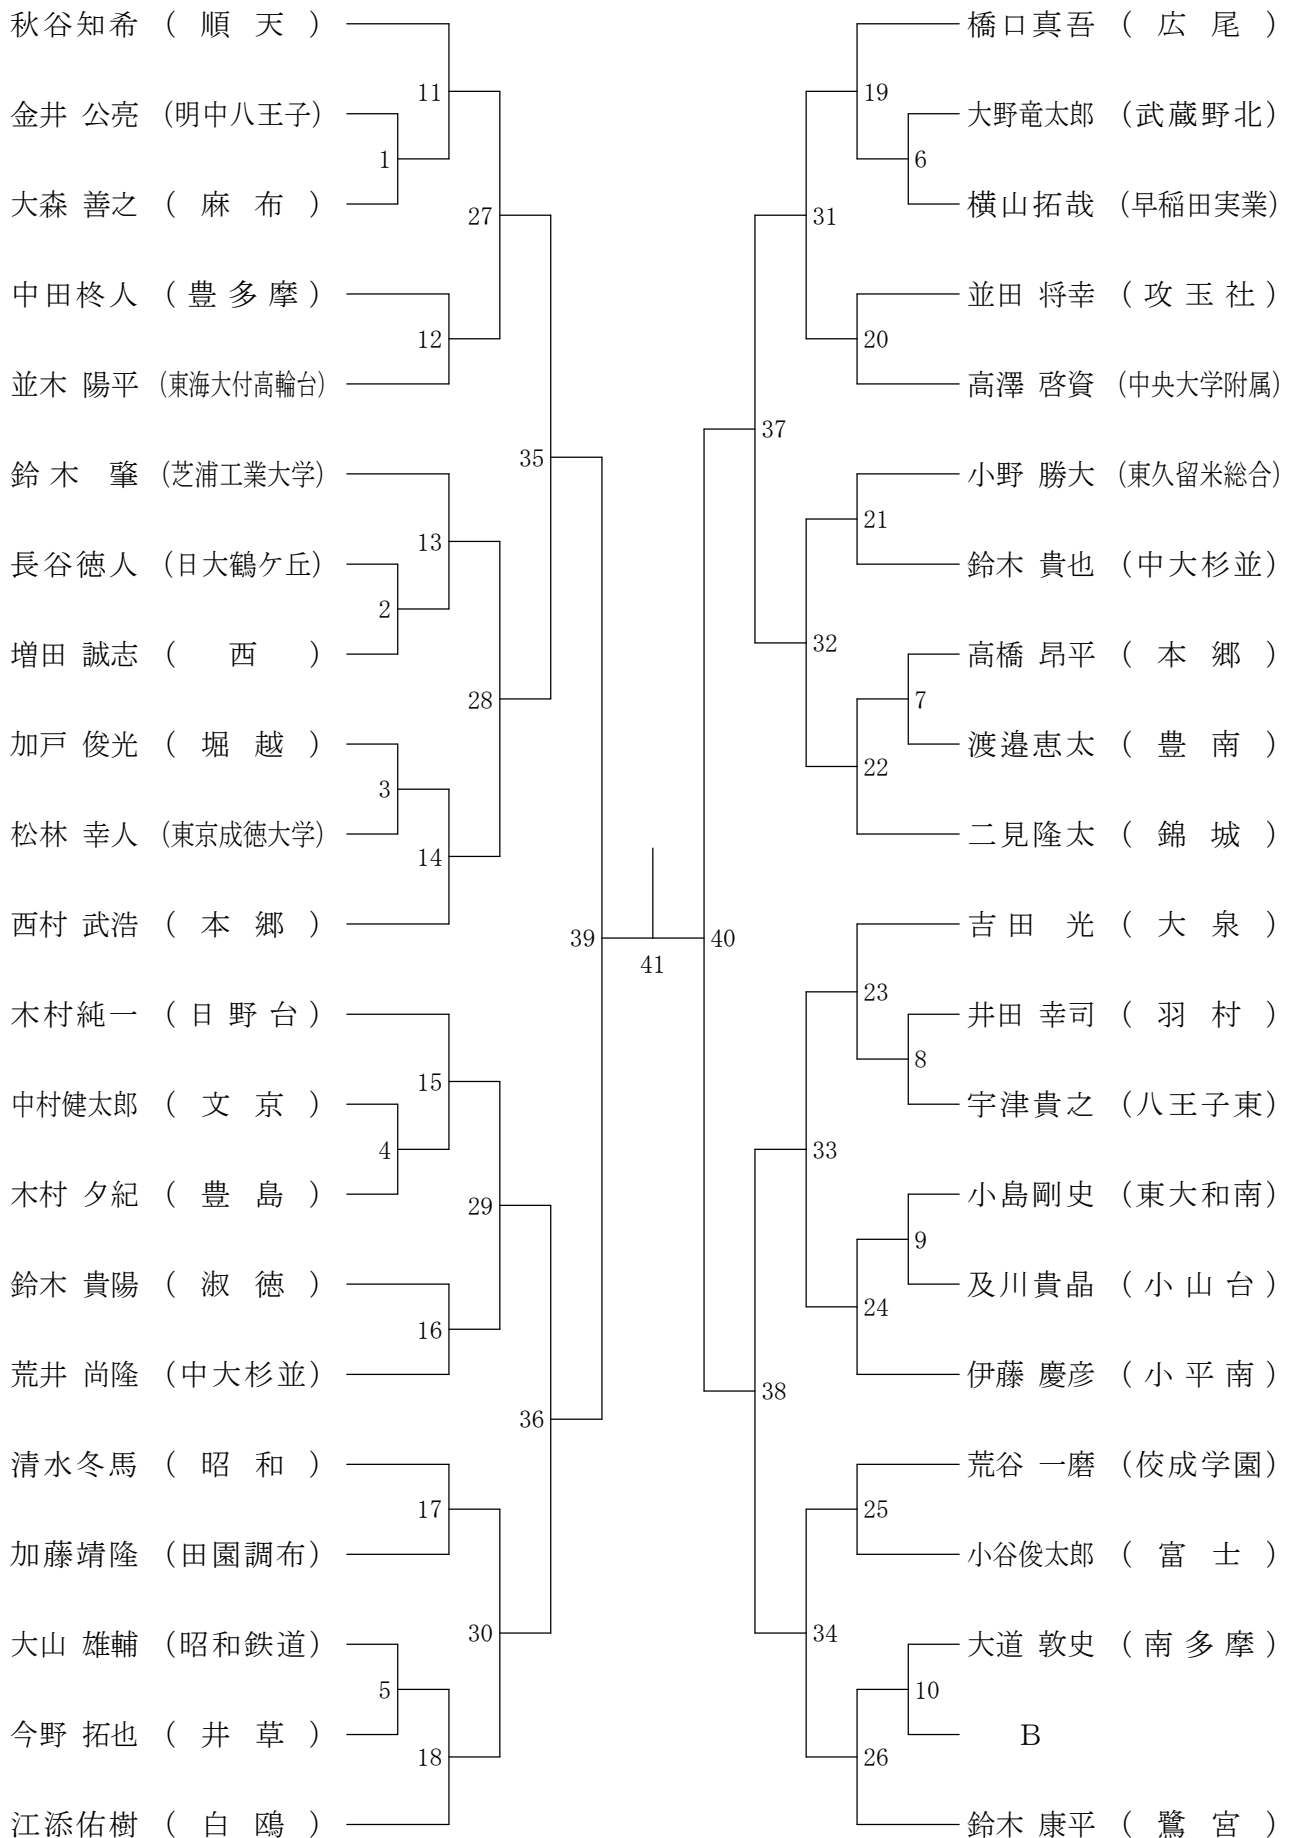 秋谷知希 （ 順 天 ）
11
金井 公亮 （明中八王子）
1
大森 善之 （ 麻 布 ）
27
中田柊人 （ 豊 多 摩 ）
12
並木 陽平 （東海大付高輪台）
35
鈴 木 肇 （芝浦工業大学）
13
長谷徳人 （日大鶴ケ丘）
2
増田 誠志 （ 西 ）
28
加戸 俊光 （ 堀 越 ）
3
松林 幸人 （東京成徳大学）
14
西村 武浩 （ 本 郷 ）
39
41
木村純一 （ 日 野 台 ）
15
中村健太郎 （ 文 京 ）
4
木村 夕紀 （ 豊 島 ）
29
鈴木 貴陽 （ 淑 徳 ）
16
荒井 尚隆 （中大杉並）
36
清水冬馬 （ 昭 和 ）
17
加藤靖隆 （田園調布）
30
大山 雄輔 （昭和鉄道）
5
今野 拓也 （ 井 草 ）
18
江添佑樹 （ 白 鴎 ）
橋口真吾 （ 広 尾 ）
19
大野竜太郎 （武蔵野北）
6
横山拓哉 （早稲田実業）
31
並田 将幸 （ 攻 玉 社 ）
20
高澤 啓資 （中央大学附属）
37
小野 勝大 （東久留米総合）
21
鈴木 貴也 （中大杉並）
32
高橋 昂平 （ 本 郷 ）
7
渡邉恵太 （ 豊 南 ）
22
二見隆太 （ 錦 城 ）
40
吉 田 光 （ 大 泉 ）
23
井田 幸司 （ 羽 村 ）
8
宇津貴之 （八王子東）
33
小島剛史 （東大和南）
9
及川貴晶 （ 小 山 台 ）
24
伊藤 慶彦 （ 小 平 南 ）
38
荒谷 一磨 （佼成学園）
25
小谷俊太郎 （ 富 士 ）
34
大道 敦史 （ 南 多 摩 ）
10
B
26
鈴木 康平 （ 鷺 宮 ）